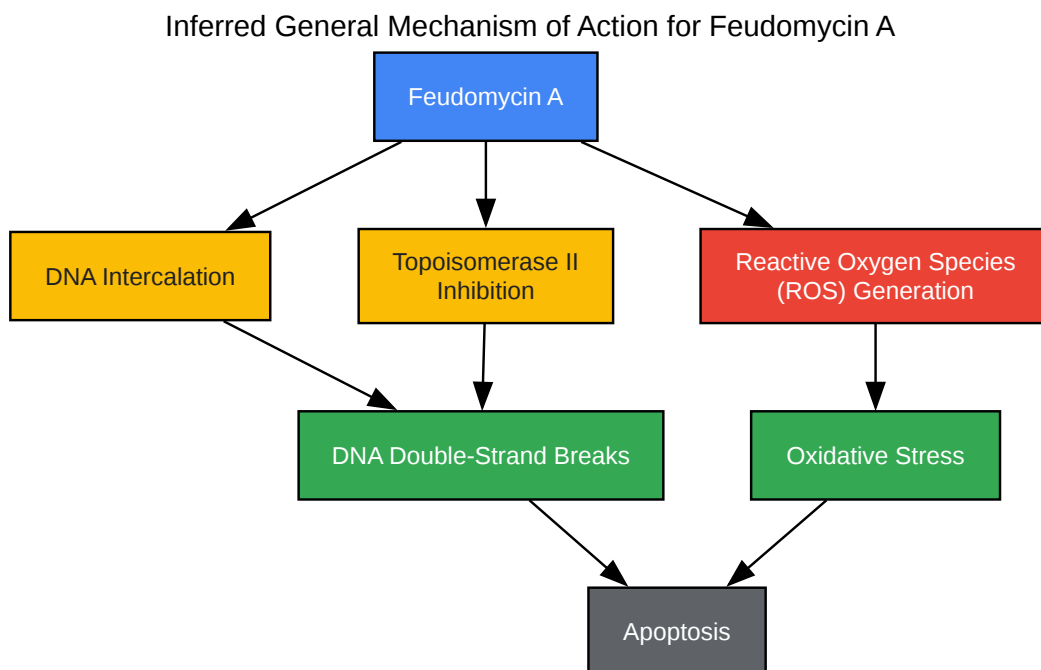 Inferred General Mechanism of Action for Feudomycin A
Feudomycin A
DNA Intercalation
Topoisomerase II
Inhibition
Reactive Oxygen Species
(ROS) Generation
DNA Double-Strand Breaks
Oxidative Stress
Apoptosis